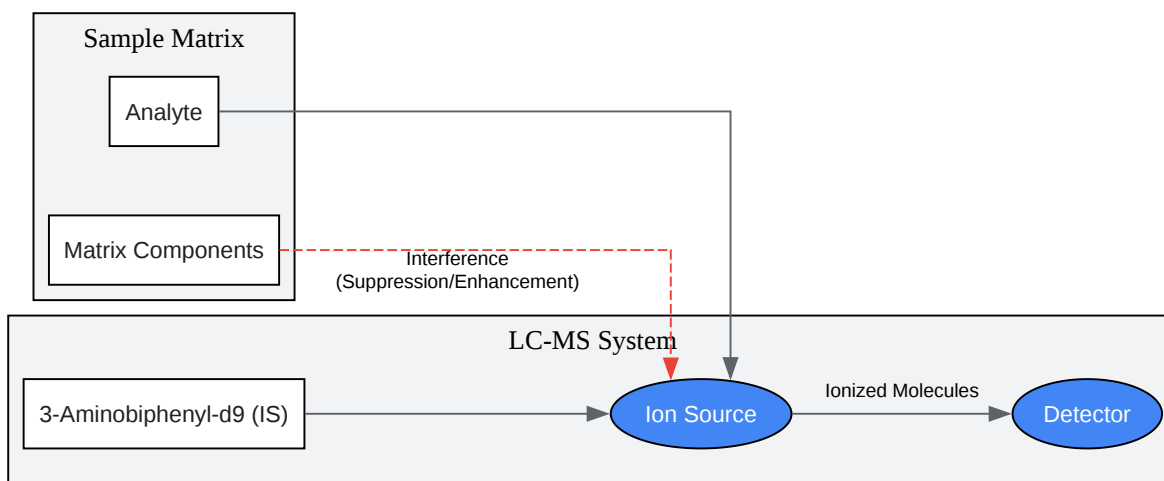 Sample Matrix
Analyte
Matrix Components
Interference
(Suppression/Enhancement)
LC-MS System
3-Aminobiphenyl-d9 (IS)
Ion Source
Ionized Molecules
Detector